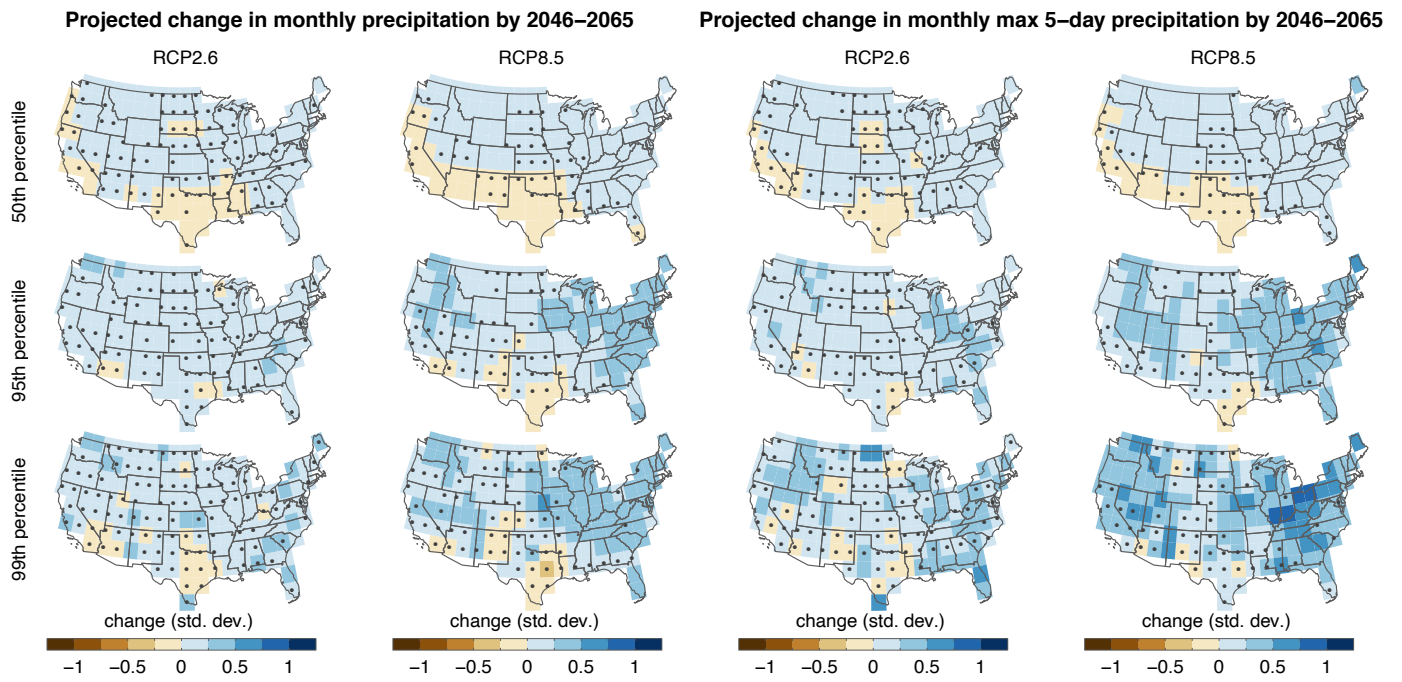 Projected change in monthly precipitation by 2046–2065
Projected change in monthly max 5–day precipitation by 2046–2065
RCP2.6
RCP8.5
RCP2.6
RCP8.5
50th percentile
95th percentile
99th percentile
change (std. dev.)
change (std. dev.)
change (std. dev.)
change (std. dev.)
−1 −0.5 0 0.5 1
−1 −0.5 0 0.5 1
−1 −0.5 0 0.5 1
−1 −0.5 0 0.5 1